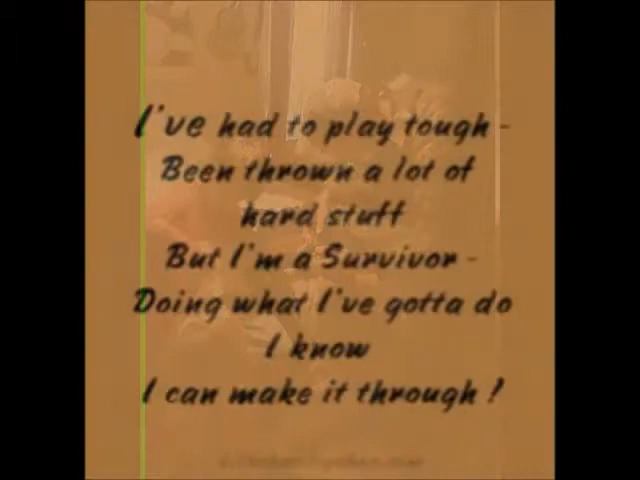 I've had to play tough -
Been thrown a lot of
hard stuff
But I'm a Survivor -
Doing what I've gotta do
I know
I can make it through !